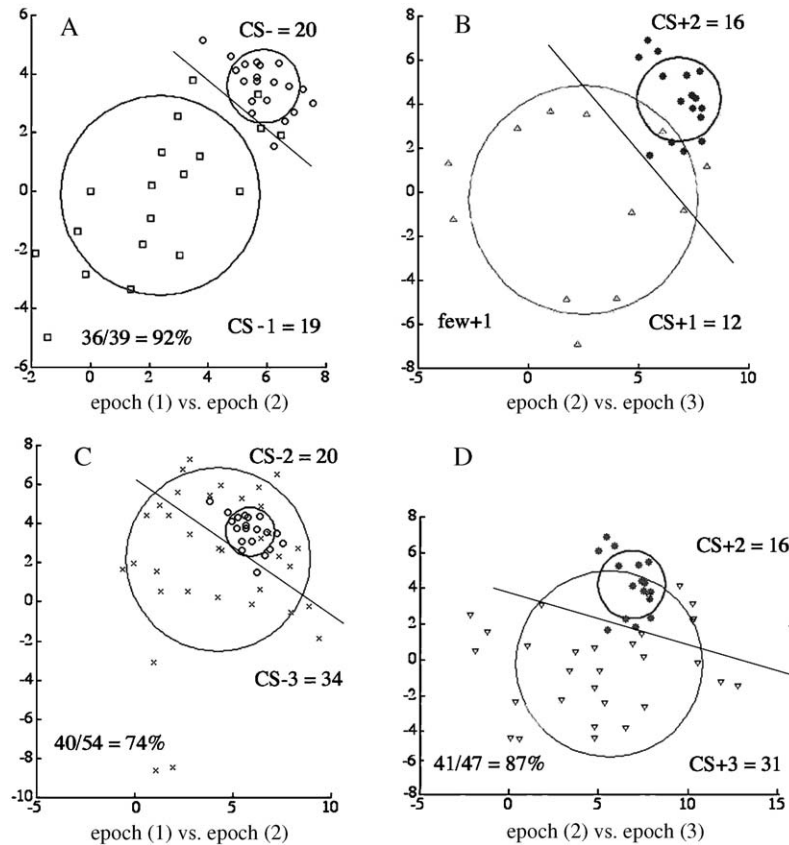 A
CS- = 20
6
4
2
0
-2
-4
-6
36/39 = 92%
CS -1 = 19
-2
0
2
4
6
8
epoch (1) vs. epoch (2)
B
CS+2 = 16
8
6
4
2
0
-2
-4
-6
-8
few+1
CS+1 = 12
-5
0
5
10
epoch (2) vs. epoch (3)
C
CS-2 = 20
8
6
4
2
0
-2
-4
-6
-8
-10
CS-3 = 34
40/54 = 74%
-5
0
5
10
epoch (1) vs. epoch (2)
D
CS+2 = 16
8
6
4
2
0
-2
-4
-6
-8
41/47 = 87%
CS+3 = 31
-5
0
5
10
15
epoch (2) vs. epoch (3)